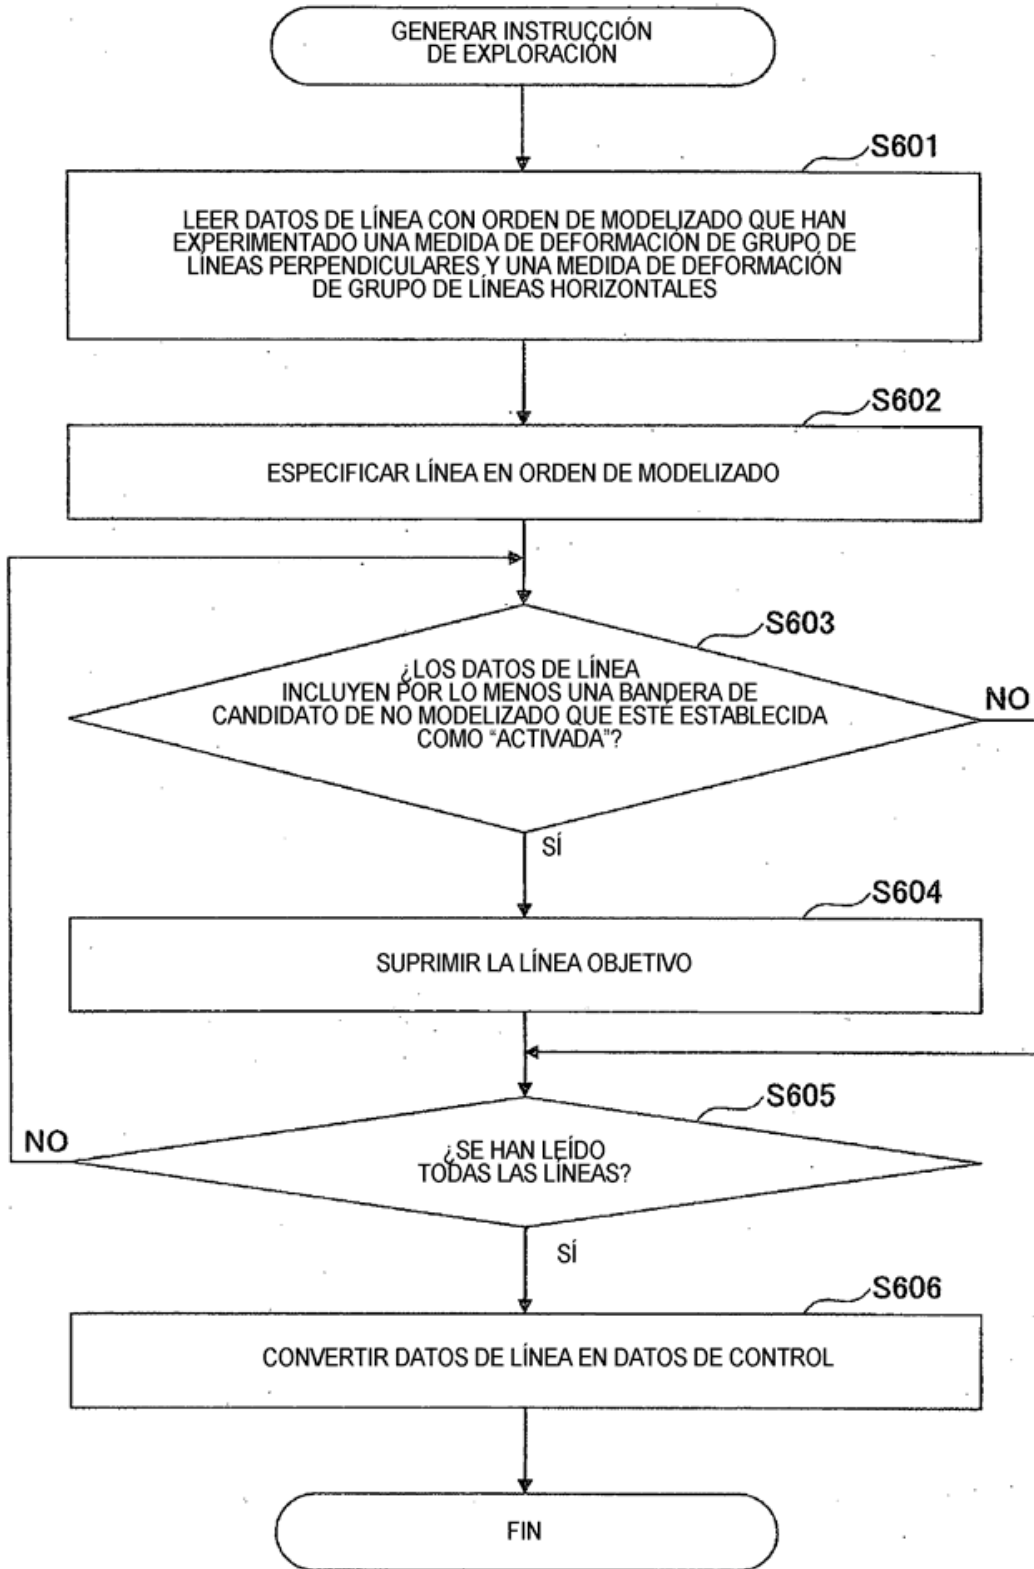 GENERAR INSTRUCCIÓN
DE EXPLORACIÓN
S601
LEER DATOS DE LÍNEA CON ORDEN DE MODELIZADO QUE HAN
EXPERIMENTADO UNA MEDIDA DE DEFORMACIÓN DE GRUPO DE
LÍNEAS PERPENDICULARES Y UNA MEDIDA DE DEFORMACIÓN
DE GRUPO DE LÍNEAS HORIZONTALES
S602
ESPECIFICAR LÍNEA EN ORDEN DE MODELIZADO
S603
¿LOS DATOS DE LÍNEA
INCLUYEN POR LO MENOS UNA BANDERA DE
CANDIDATO DE NO MODELIZADO QUE ESTÉ ESTABLECIDA
COMO “ACTIVADA”?
NO
SÍ
S604
SUPRIMIR LA LÍNEA OBJETIVO
S605
NO
¿SE HAN LEÍDO
TODAS LAS LÍNEAS?
SÍ
S606
CONVERTIR DATOS DE LÍNEA EN DATOS DE CONTROL
FIN